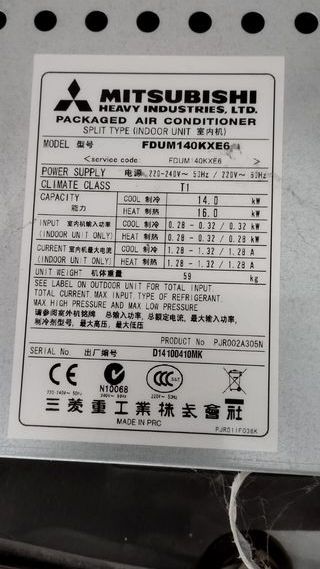 MITSUBISHI
HEAVY INDUSTRIES, LTD.
PACKAGED AIR CONDITIONER
SPLIT TYPE (INDOOR UNIT 室内机)
MODEL 型号 FDUM140KXE6
<service code FDUM140KXE6 >
POWER SUPPLY 电源 220-240V~ 50Hz / 220V~ 60Hz
CLIMATE CLASS T1
CAPACITY 能力 COOL 制冷 14.0 kW
HEAT 制热 16.0 kW
INPUT 室内输入功率 COOL 制冷 0.28 - 0.32 / 0.32 kW
(INDOOR UNIT ONLY) HEAT 制热 0.28 - 0.32 / 0.32 kW
CURRENT 室内机最大电流 COOL 制冷 1.28 - 1.32 / 1.28 A
(INDOOR UNIT ONLY) HEAT 制热 1.28 - 1.32 / 1.28 A
UNIT WEIGHT 机体重量 59 kg
SEE LABEL ON OUTDOOR UNIT FOR TOTAL INPUT,
TOTAL CURRENT, MAX INPUT, TYPE OF REFRIGERANT,
MAX HIGH PRESSURE AND MAX LOW PRESSURE
请参阅室外机铭牌 总输入功率, 总额定电流, 最大输入功率,
制冷剂型号, 最大高压, 最大低压
PRODUCT No PJR002A305N
SERIAL No. 出厂编号 D14100410MK
CE N10068 CCC S&E
220-240V~ 50Hz 240V~ 50Hz 220V~ 50Hz
三菱重工業株式會社
MADE IN PRC
PJR011F038K